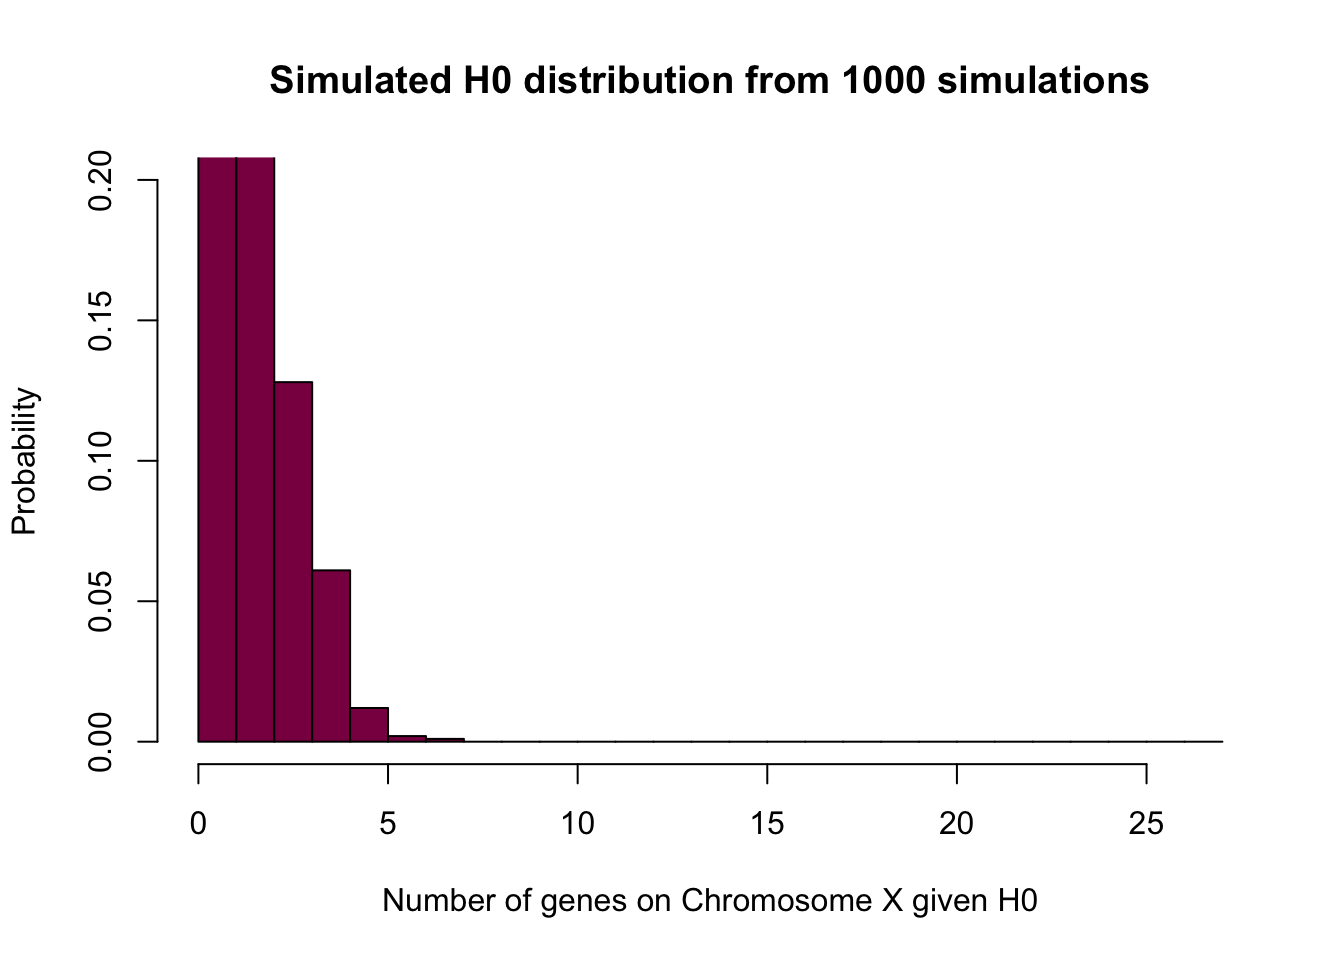 Simulated H0 distribution from 1000 simulations
0.20
0.15
0.10
0.05
0.00
Probability
0 5 10 15 20 25
Number of genes on Chromosome X given H0